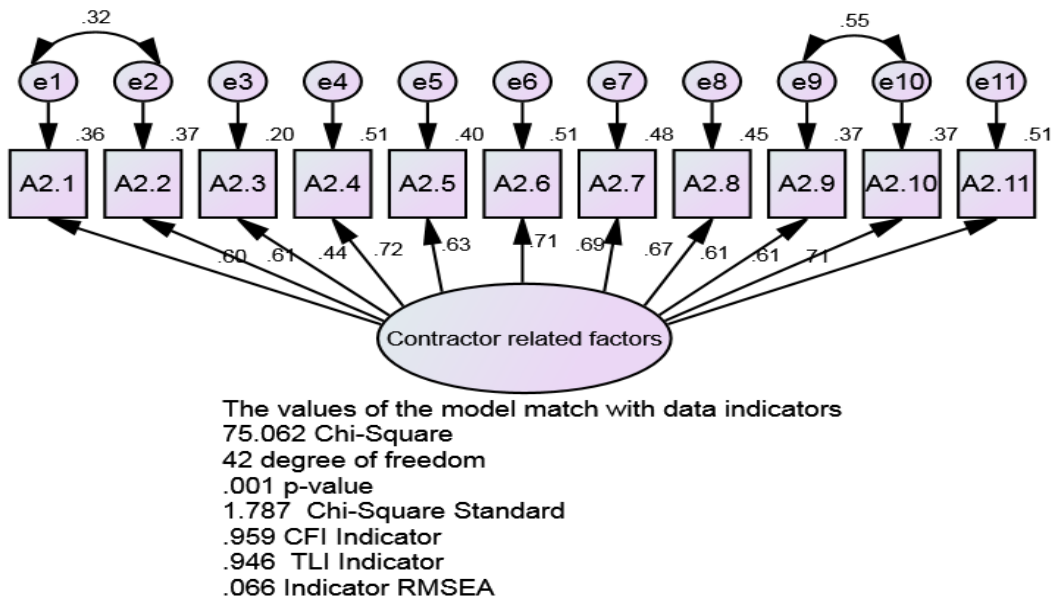 .32 .55
e1 e2 e3 e4 e5 e6 e7 e8 e9 e10 e11
.36 .37 .20 .51 .40 .51 .48 .45 .37 .37 .51
A2.1 A2.2 A2.3 A2.4 A2.5 A2.6 A2.7 A2.8 A2.9 A2.10 A2.11
.60 .61 .44 .72 .63 .71 .69 .67 .61 .61 .71
Contractor related factors
The values of the model match with data indicators
75.062 Chi-Square
42 degree of freedom
.001 p-value
1.787 Chi-Square Standard
.959 CFI Indicator
.946 TLI Indicator
.066 Indicator RMSEA